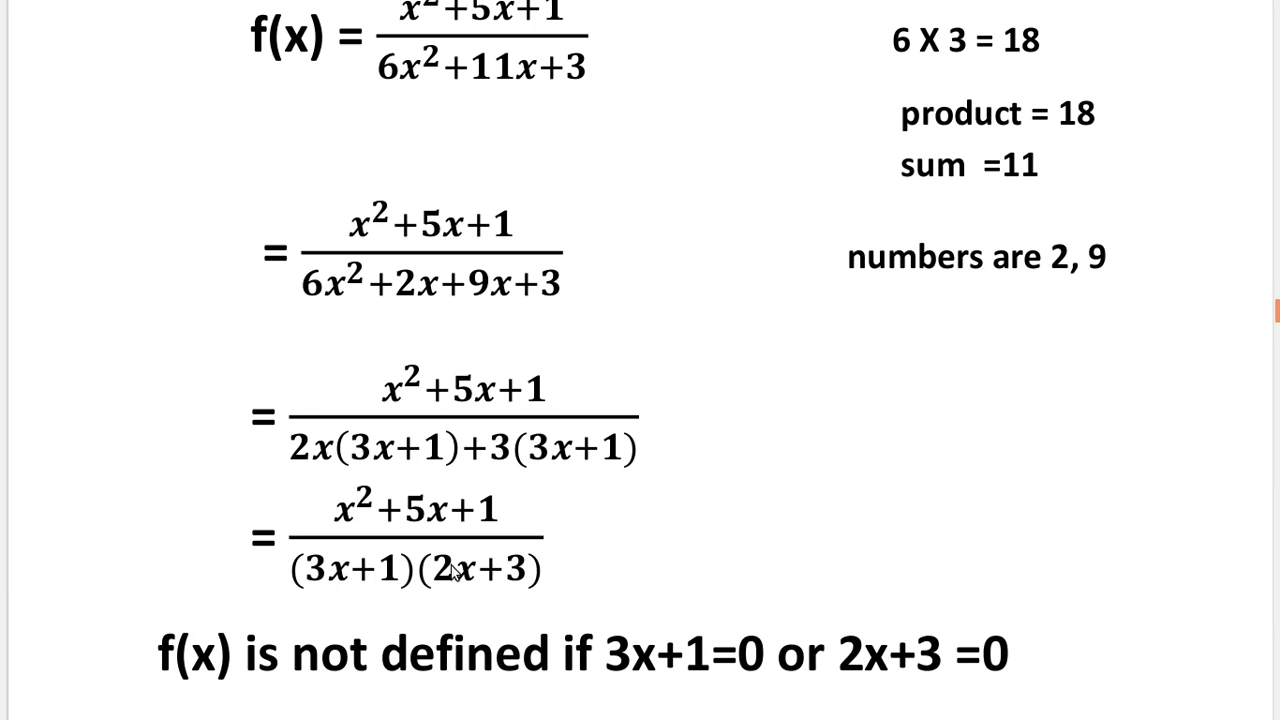 f(x) = x²+5x+1 / 6x²+11x+3
6 X 3 = 18
product = 18
sum =11
= x²+5x+1 / 6x²+2x+9x+3
numbers are 2, 9
= x²+5x+1 / 2x(3x+1)+3(3x+1)
= x²+5x+1 / (3x+1)(2x+3)
f(x) is not defined if 3x+1=0 or 2x+3 =0